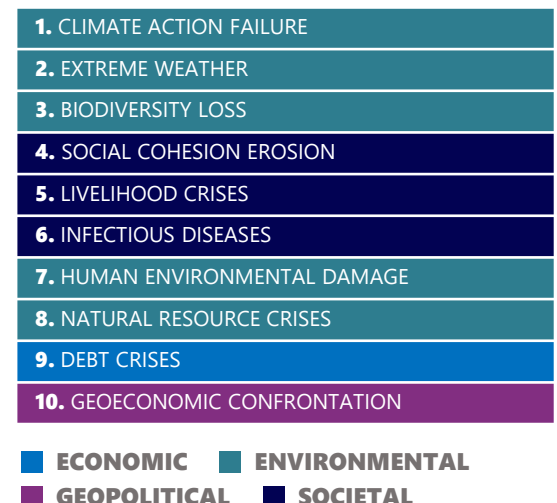 1. CLIMATE ACTION FAILURE
2. EXTREME WEATHER
3. BIODIVERSITY LOSS
4. SOCIAL COHESION EROSION
5. LIVELIHOOD CRISES
6. INFECTIOUS DISEASES
7. HUMAN ENVIRONMENTAL DAMAGE
8. NATURAL RESOURCE CRISES
9. DEBT CRISES
10. GEOECONOMIC CONFRONTATION
ECONOMIC ENVIRONMENTAL
GEOPOLITICAL SOCIETAL